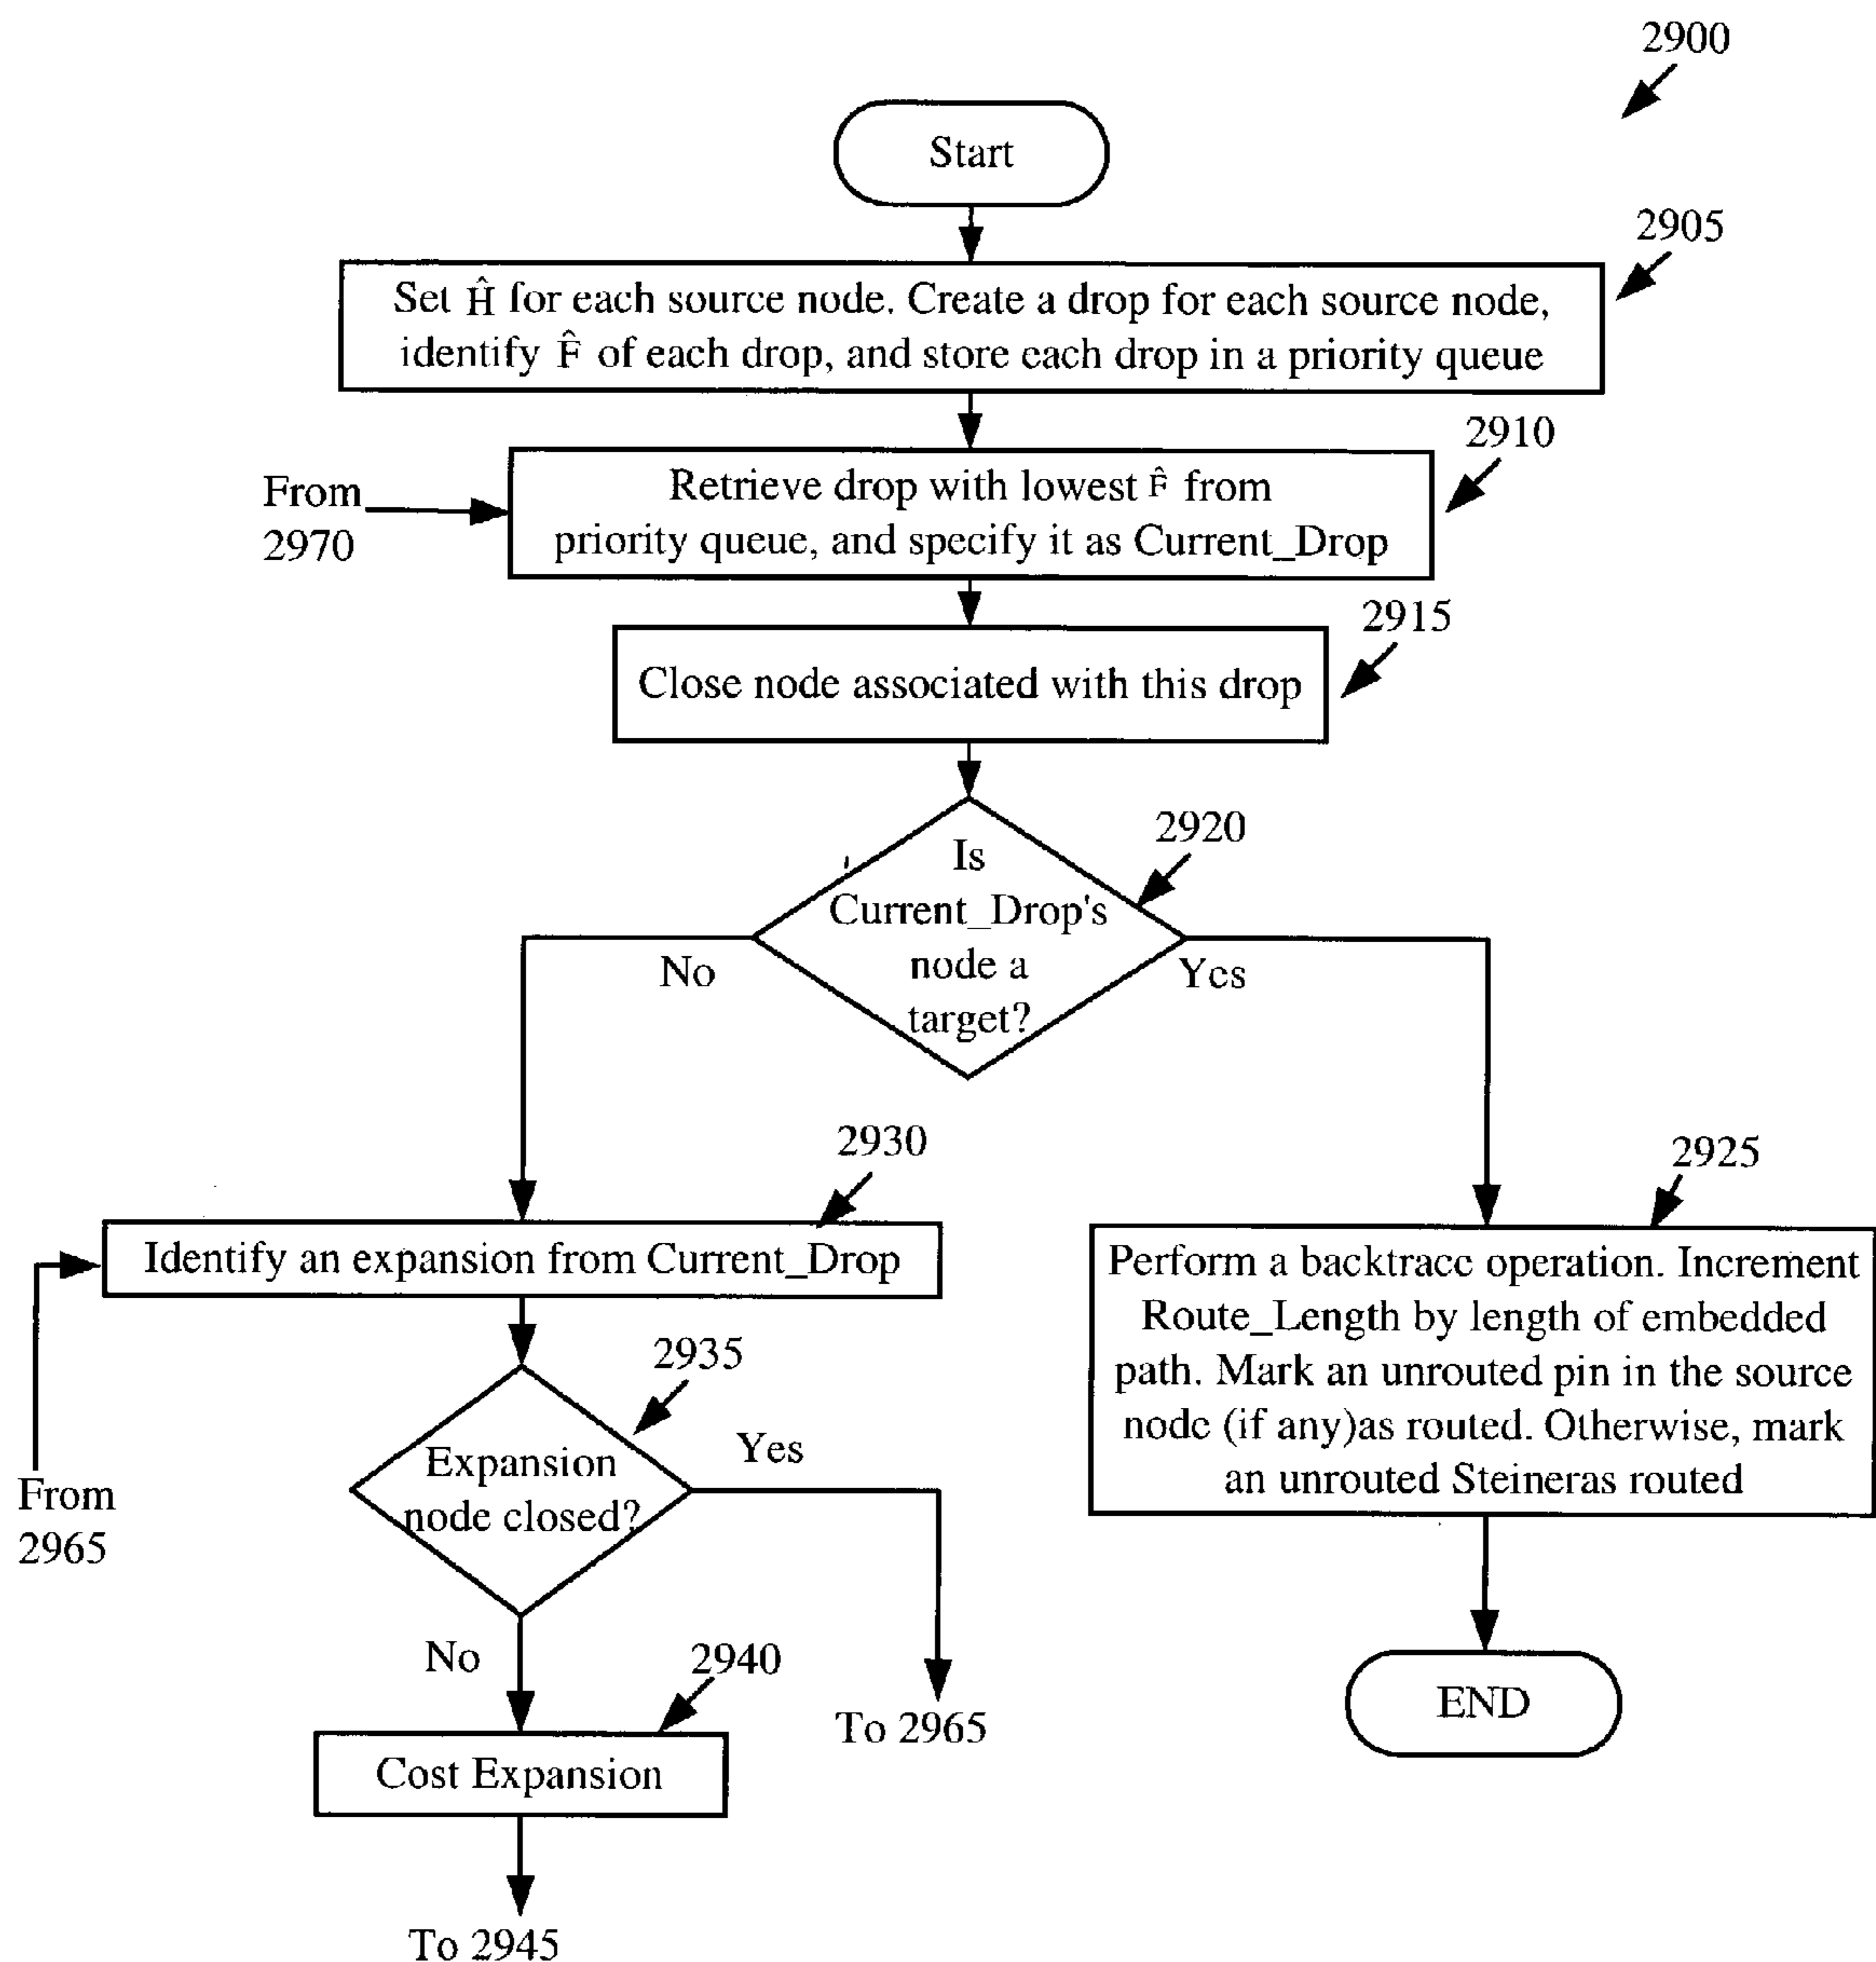 2900
Start
2905
Set Ĥ for each source node. Create a drop for each source node,
identify F̂ of each drop, and store each drop in a priority queue
2910
From
2970
Retrieve drop with lowest F̂ from
priority queue, and specify it as Current_Drop
2915
Close node associated with this drop
2920
Is
Current_Drop's
node a
target?
No
Yes
2930
2925
Identify an expansion from Current_Drop
Perform a backtrace operation. Increment
Route_Length by length of embedded
path. Mark an unrouted pin in the source
node (if any)as routed. Otherwise, mark
an unrouted Steineras routed
2935
Expansion
node closed?
Yes
From
2965
No
2940
To 2965
END
Cost Expansion
To 2945